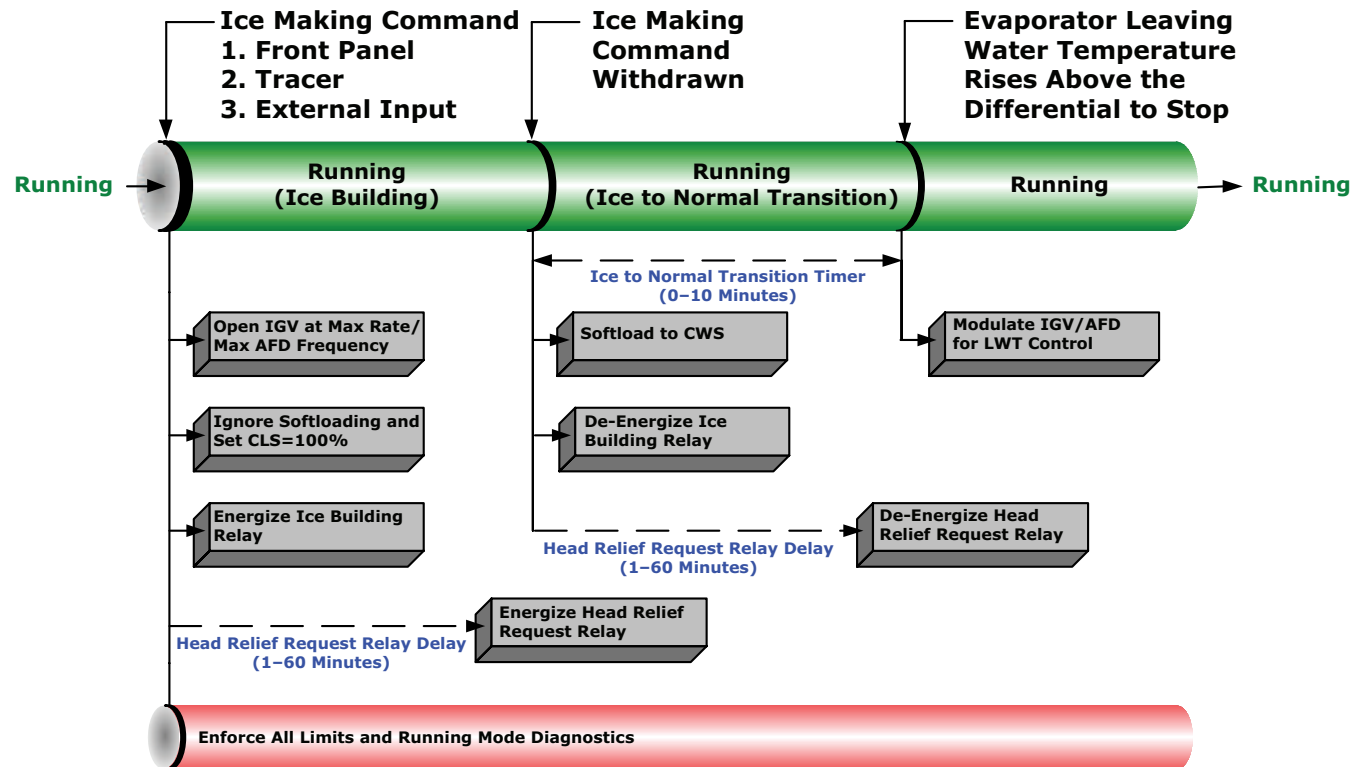 Ice Making Command
1. Front Panel
2. Tracer
3. External Input
Ice Making
Command
Withdrawn
Evaporator Leaving
Water Temperature
Rises Above the
Differential to Stop
Running
Running
(Ice Building)
Running
(Ice to Normal Transition)
Running
Running
Ice to Normal Transition Timer
(0–10 Minutes)
Open IGV at Max Rate/
Max AFD Frequency
Softload to CWS
Modulate IGV/AFD
for LWT Control
Ignore Softloading and
Set CLS=100%
De-Energize Ice
Building Relay
Energize Ice Building
Relay
Head Relief Request Relay Delay
(1–60 Minutes)
De-Energize Head
Relief Request Relay
Head Relief Request Relay Delay
(1–60 Minutes)
Energize Head Relief
Request Relay
Enforce All Limits and Running Mode Diagnostics